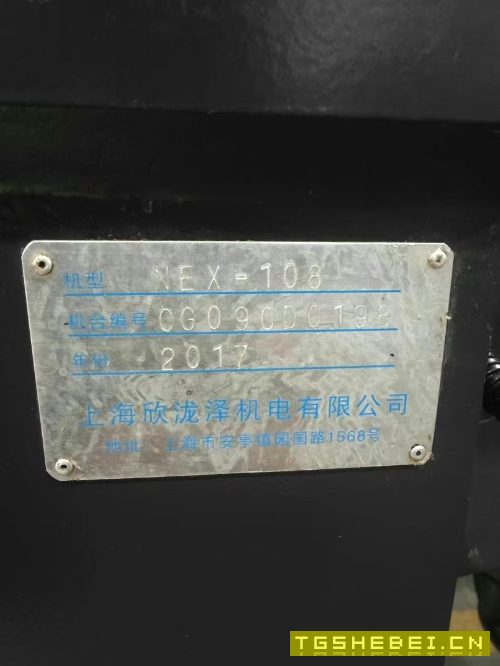 机型 NEX-108
机台编号 CG09CDC198
年份 2017
上海欣泷泽机电有限公司
地址：上海市安亭镇园国路1568号
TGSHEBEI.CN